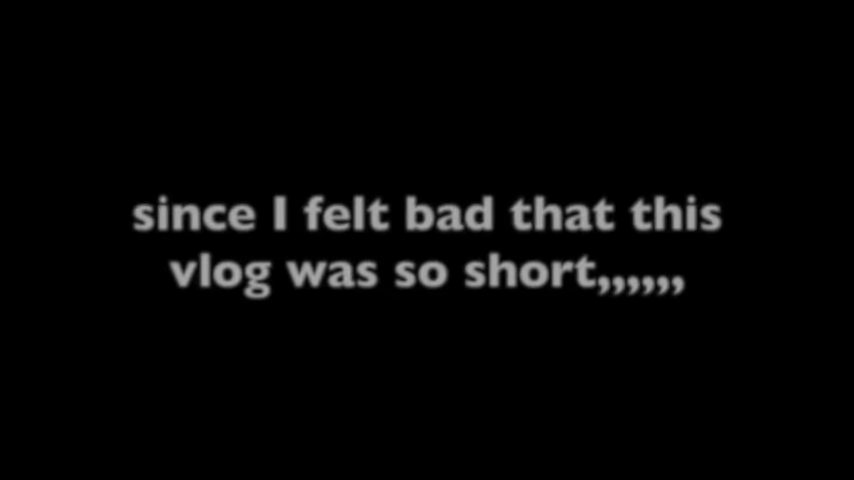 since I felt bad that this
vlog was so short,,,,,,